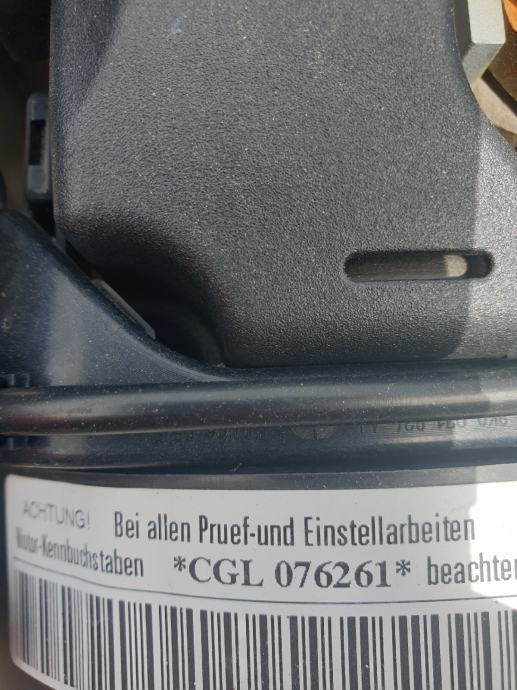 ACHTUNG! Bei allen Pruef-und Einstellarbeiten
Motor-Kennbuchstaben *CGL 076261* beachten